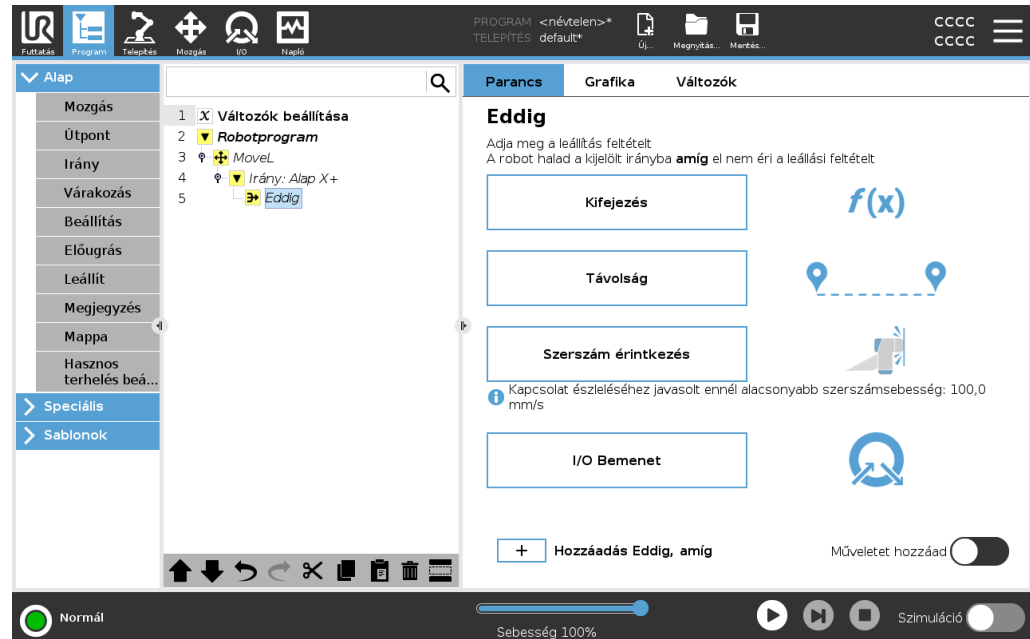 PROGRAM <névtelen>*
TELEPÍTÉS default*
cccc
cccc
Futtatás
Program
Telepítés
Mozgás
I/O
Napló
Új...
Megnyitás...
Mentés...
Alap
Mozgás
Útpont
Irány
Várakozás
Beállítás
Előugrás
Leállít
Megjegyzés
Mappa
Hasznos
terhelés beá...
Speciális
Sablonok
1 X Változók beállítása
2 Robotprogram
3 MoveL
4 Irány: Alap X+
5 Eddig
Parancs
Grafika
Változók
Eddig
Adja meg a leállítás feltételt
A robot halad a kijelölt irányba amíg el nem éri a leállási feltételt
Kifejezés
f(x)
Távolság
Szerszám érintkezés
Kapcsolat észleléséhez javasolt ennél alacsonyabb szerszámsebesség: 100,0
mm/s
I/O Bemenet
+ Hozzáadás Eddig, amíg
Műveletet hozzáad
Normál
Sebesség 100%
Szimuláció